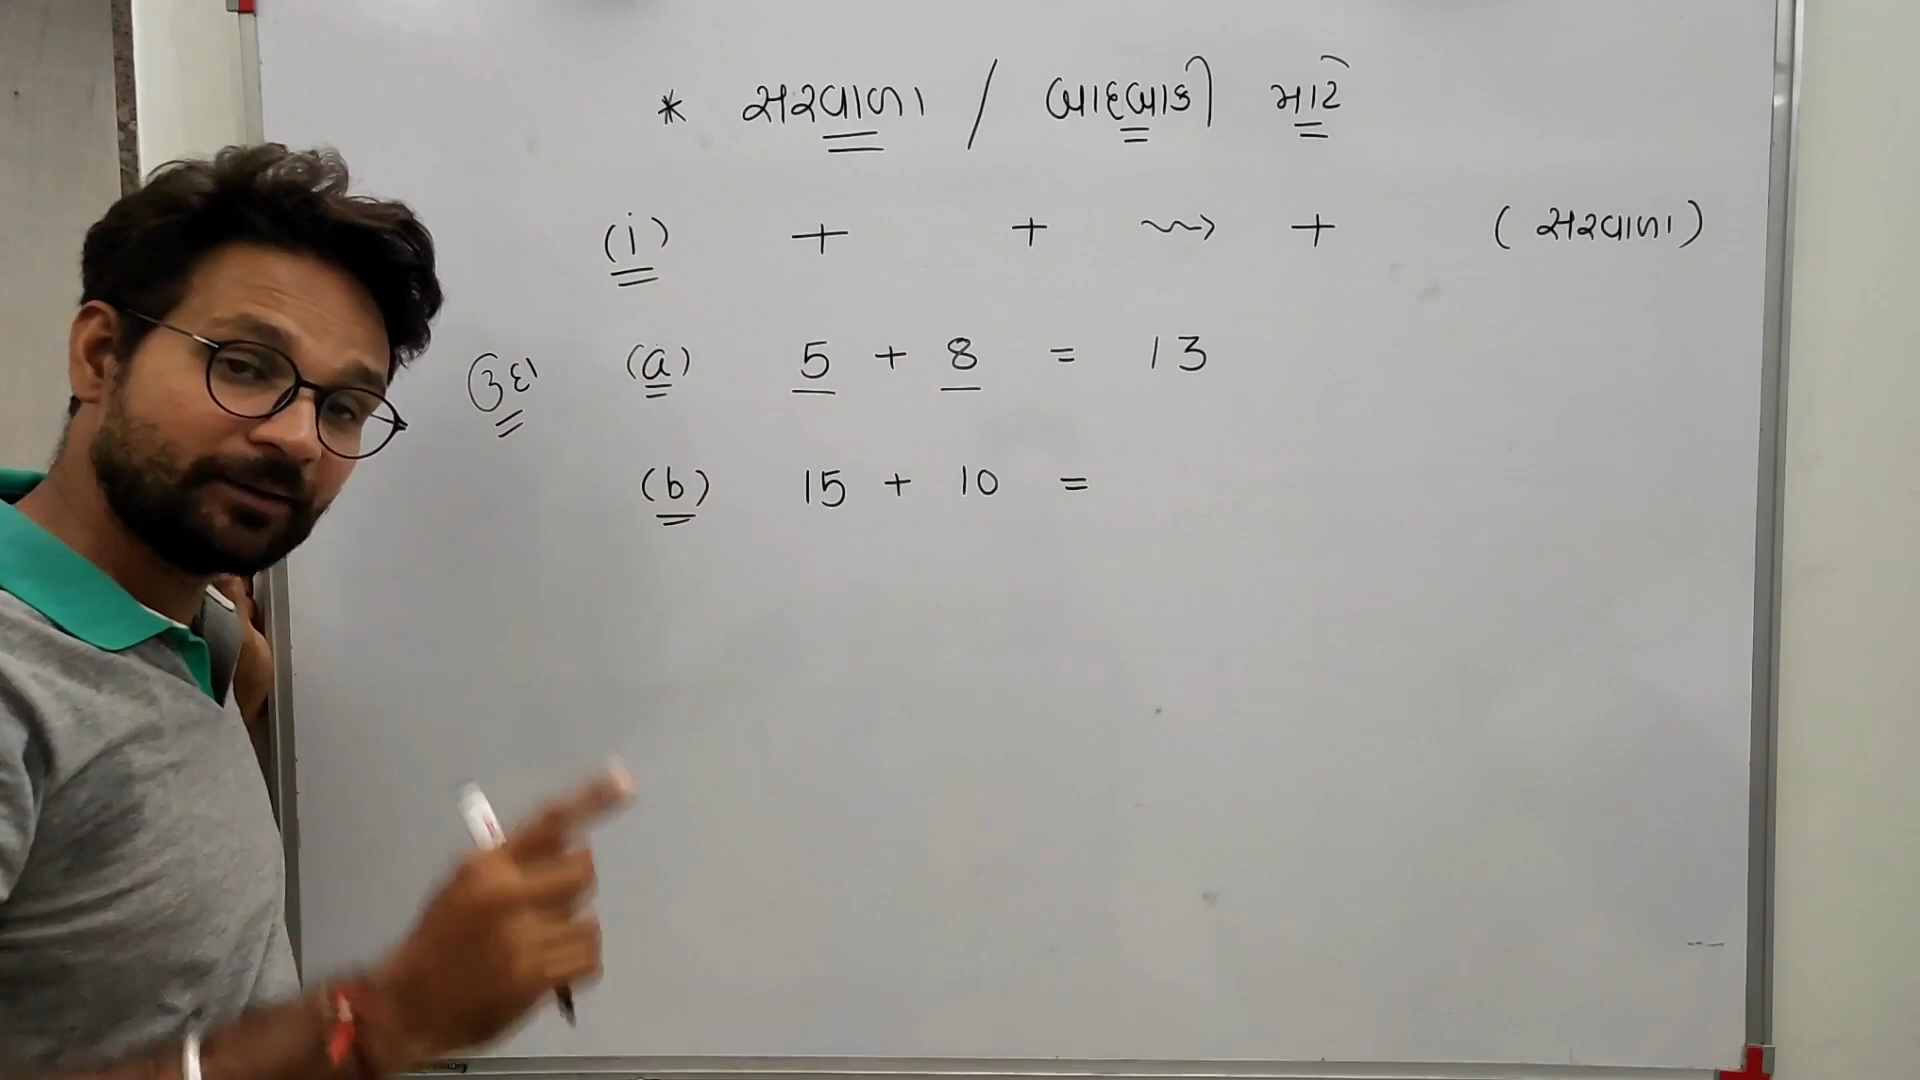 * સરવાળા / બાદબાકી માટે
(i) + + ⇝ + (સરવાળા)
ઉદા (a) 5 + 8 = 13
(b) 15 + 10 =